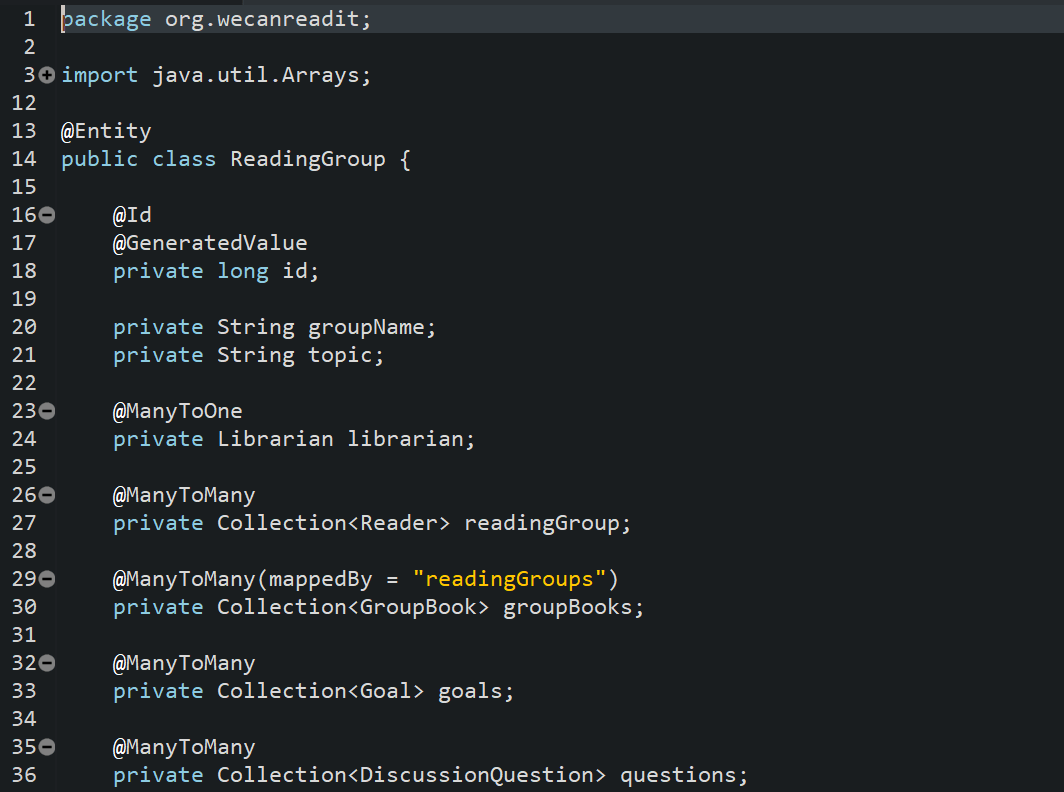 1 package org.wecanreadit;
2
3 import java.util.Arrays;
12
13 @Entity
14 public class ReadingGroup {
15
16     @Id
17     @GeneratedValue
18     private long id;
19
20     private String groupName;
21     private String topic;
22
23     @ManyToOne
24     private Librarian librarian;
25
26     @ManyToMany
27     private Collection<Reader> readingGroup;
28
29     @ManyToMany(mappedBy = "readingGroups")
30     private Collection<GroupBook> groupBooks;
31
32     @ManyToMany
33     private Collection<Goal> goals;
34
35     @ManyToMany
36     private Collection<DiscussionQuestion> questions;